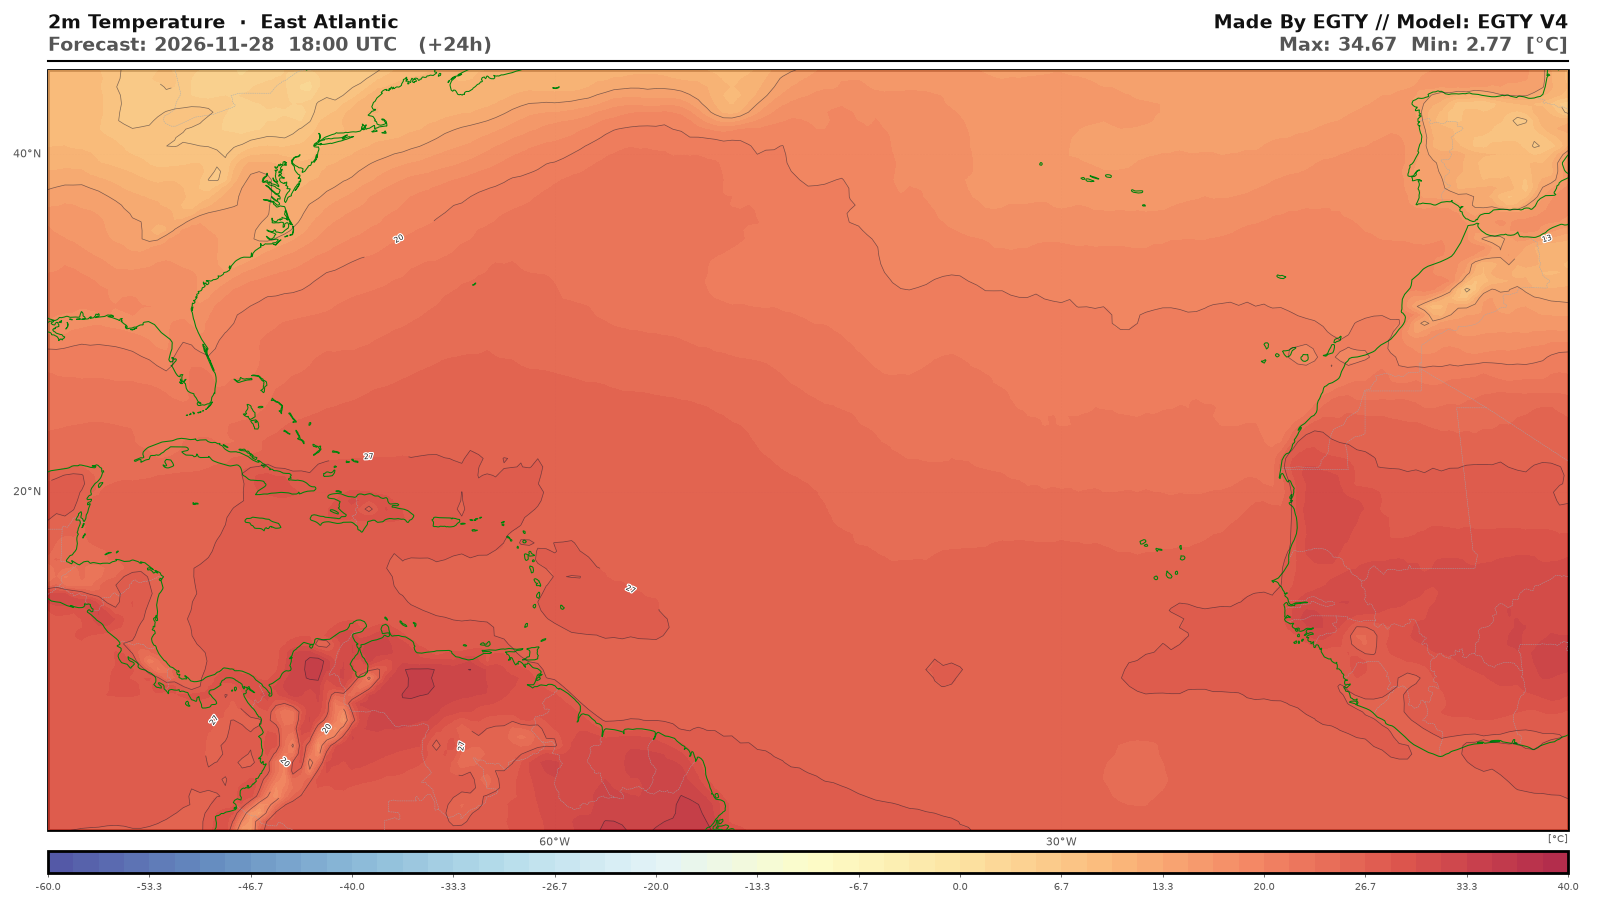 2m Temperature · East Atlantic
Made By EGTY // Model: EGTY V4
Forecast: 2026-11-28 18:00 UTC (+24h)
Max: 34.67 Min: 2.77 [°C]
40°N
20
13
27
20°N
27
27
20
27
20
60°W
30°W
[°C]
-60.0 -53.3 -46.7 -40.0 -33.3 -26.7 -20.0 -13.3 -6.7 0.0 6.7 13.3 20.0 26.7 33.3 40.0